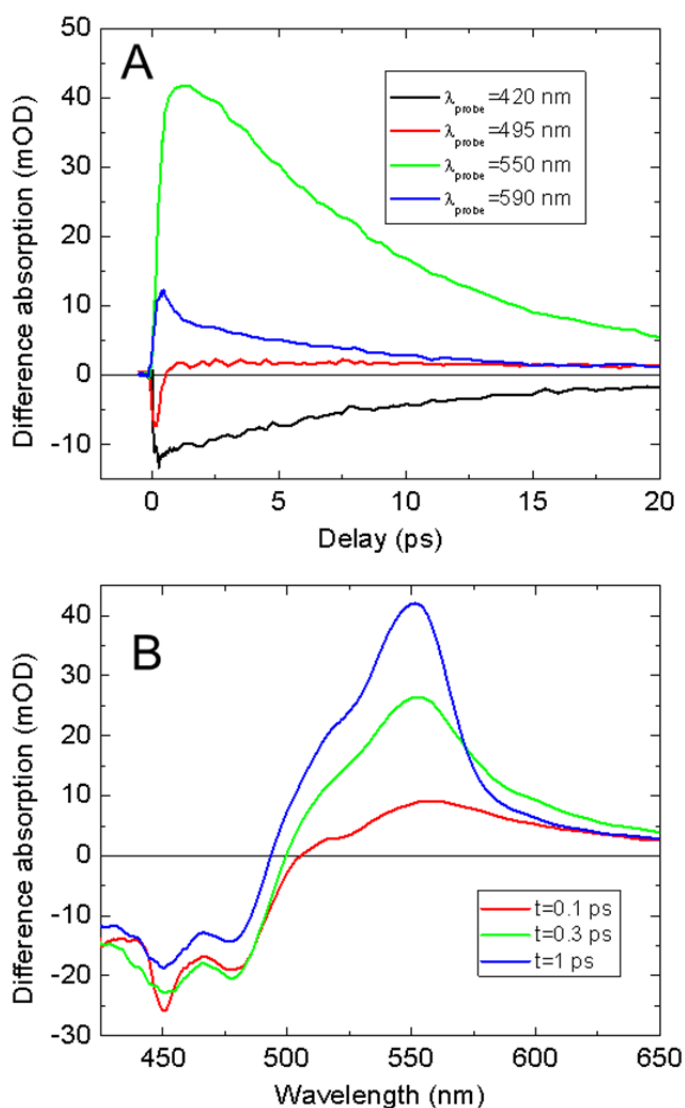 50
40
30
20
10
0
-10
Difference absorption (mOD)
A
λprobe =420 nm
λprobe =495 nm
λprobe =550 nm
λprobe =590 nm
0 5 10 15 20
Delay (ps)
40
30
20
10
0
-10
-20
-30
Difference absorption (mOD)
B
t=0.1 ps
t=0.3 ps
t=1 ps
450 500 550 600 650
Wavelength (nm)